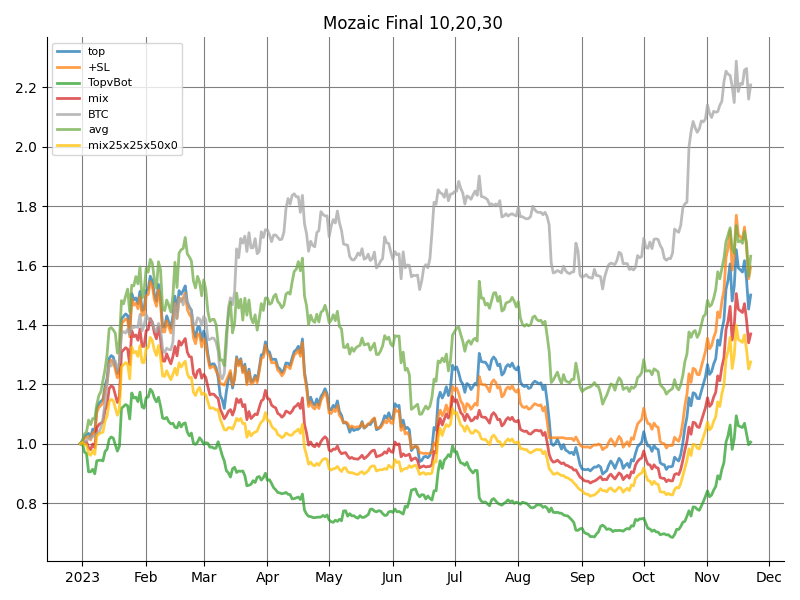 Mozaic Final 10,20,30
top
+SL
TopvBot
mix
BTC
avg
mix25x25x50x0
2.2
2.0
1.8
1.6
1.4
1.2
1.0
0.8
2023 Feb Mar Apr May Jun Jul Aug Sep Oct Nov Dec